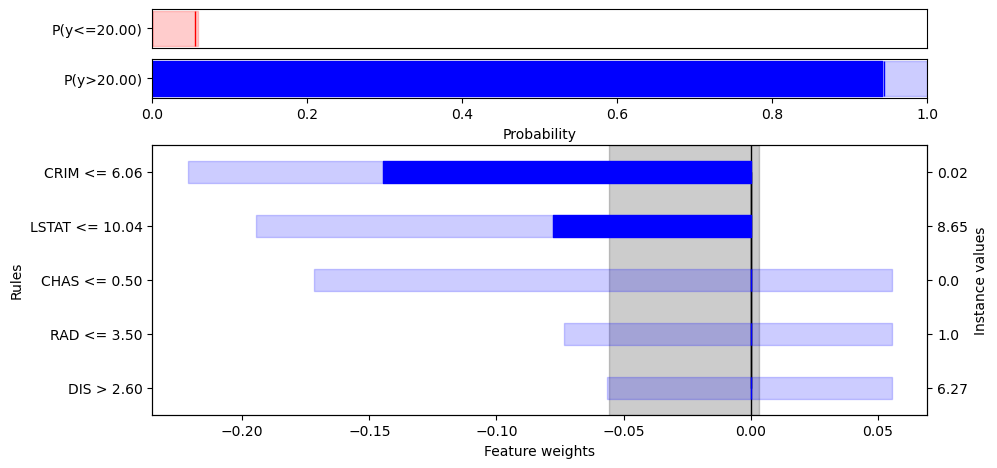 P(y<=20.00)
P(y>20.00)
0.0 0.2 0.4 0.6 0.8 1.0
Probability
CRIM <= 6.06 0.02
LSTAT <= 10.04 8.65
CHAS <= 0.50 0.0
RAD <= 3.50 1.0
DIS > 2.60 6.27
Rules
Instance values
−0.20 −0.15 −0.10 −0.05 0.00 0.05
Feature weights